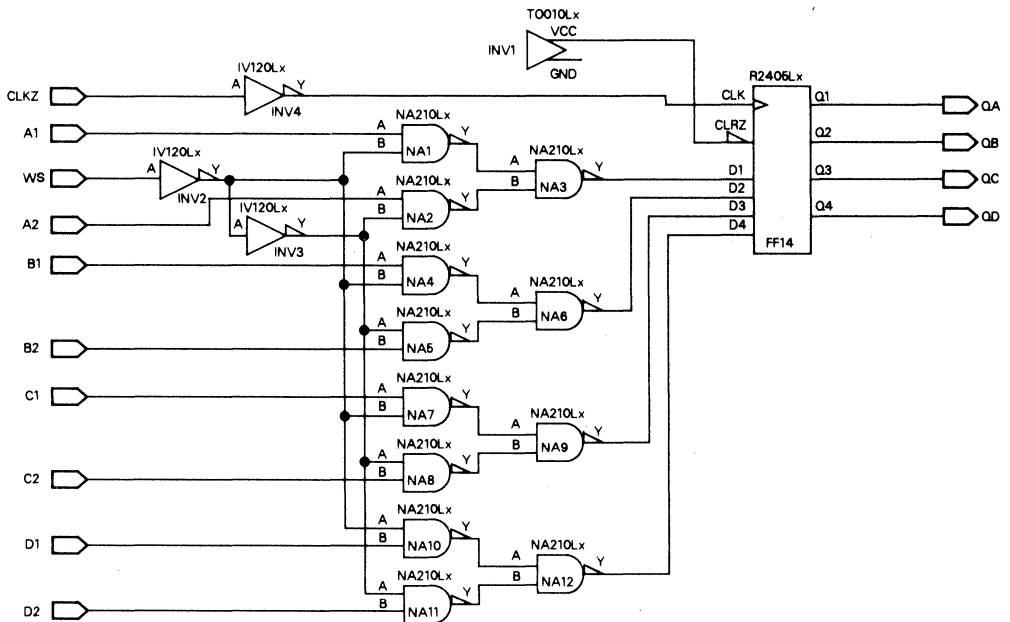 TO010Lx
VCC
INV1
GND
R2406Lx
IV120Lx
A Y
CLKZ
INV4
CLK
Q1
QA
A1
NA210Lx
A Y
B
NA1
CLRZ
Q2
QB
IV120Lx
A Y
WS
INV2
NA210Lx
A Y
B
NA3
D1
Q3
QC
NA210Lx
A Y
B
NA2
D2
D3
Q4
QD
A2
IV120Lx
A Y
INV3
D4
FF14
B1
NA210Lx
A Y
B
NA4
NA210Lx
A Y
B
NA6
NA210Lx
A Y
B
NA5
B2
C1
NA210Lx
A Y
B
NA7
NA210Lx
A Y
B
NA9
NA210Lx
A Y
B
NA8
C2
NA210Lx
A Y
B
NA10
D1
NA210Lx
A Y
B
NA12
NA210Lx
A Y
B
NA11
D2